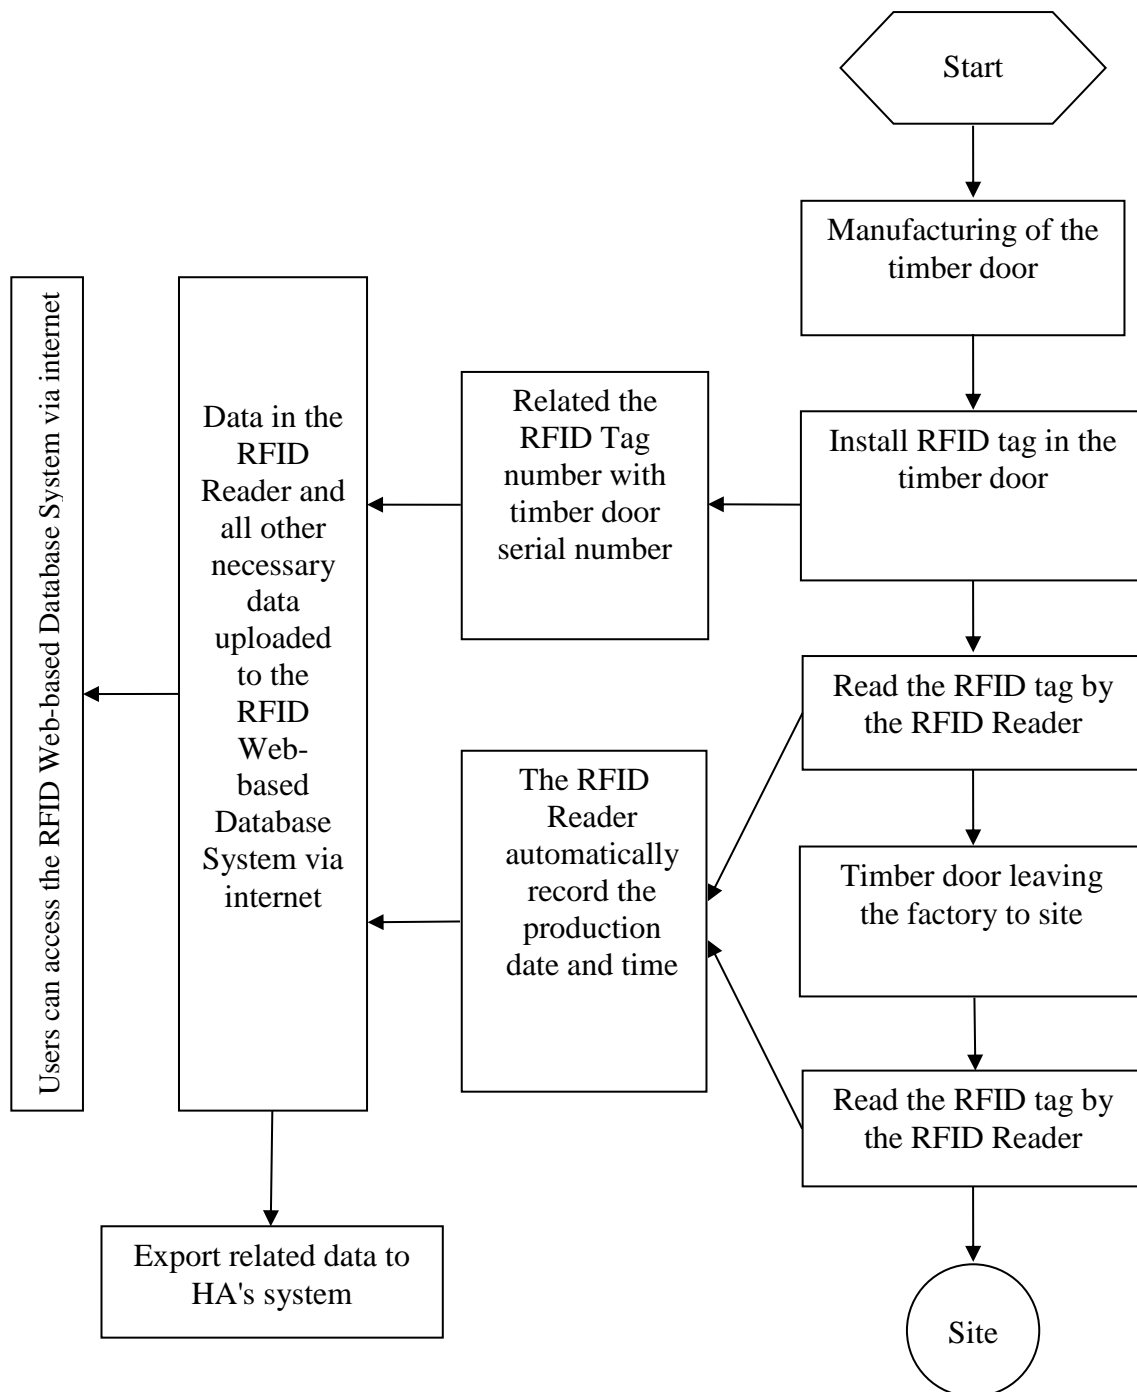 Start
Manufacturing of the
timber door
Install RFID tag in the
timber door
Related the
RFID Tag
number with
timber door
serial number
Data in the
RFID
Reader and
all other
necessary
data
uploaded
to the
RFID
Web-
based
Database
System via
internet
Users can access the RFID Web-based Database System via internet
Read the RFID tag by
the RFID Reader
The RFID
Reader
automatically
record the
production
date and time
Timber door leaving
the factory to site
Read the RFID tag by
the RFID Reader
Export related data to
HA's system
Site